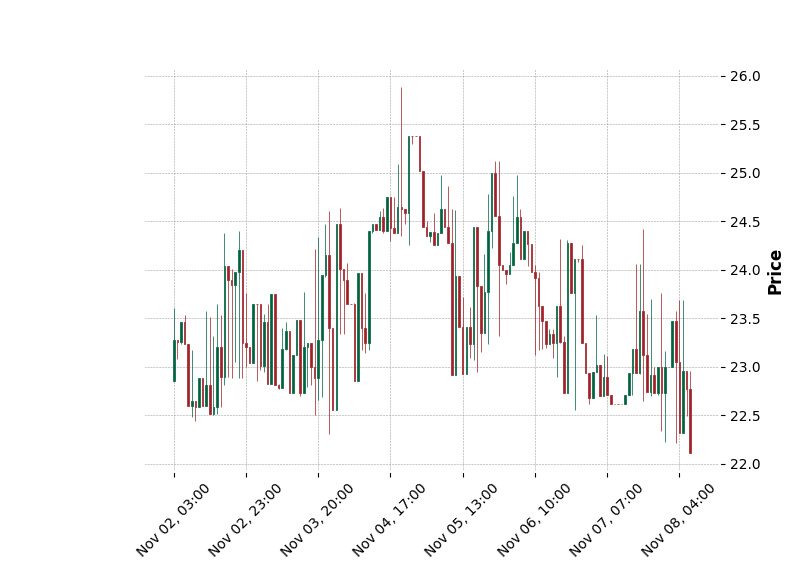 26.0
25.5
25.0
24.5
24.0
23.5
23.0
22.5
22.0
Price
Nov 02, 03:00
Nov 02, 23:00
Nov 03, 20:00
Nov 04, 17:00
Nov 05, 13:00
Nov 06, 10:00
Nov 07, 07:00
Nov 08, 04:00